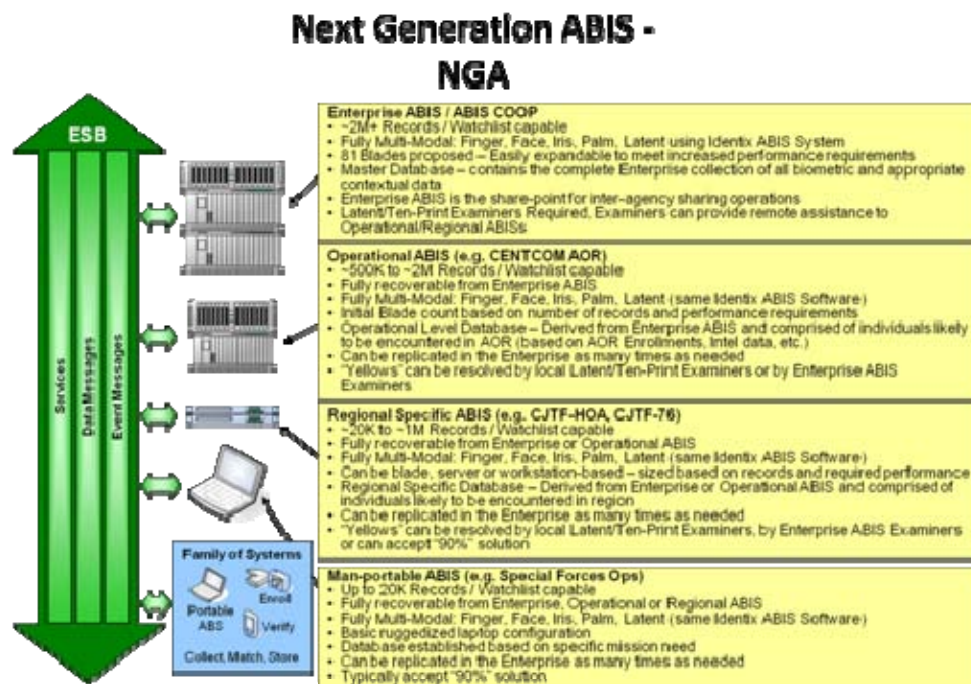 Next Generation ABIS -
NGA
ESB
Services
Data Messages
Event Messages
Enterprise ABIS / ABIS COOP
• ~2M+ Records / Watchlist capable
• Fully Multi-Modal: Finger, Face, Iris, Palm, Latent using Identix ABIS System
• 81 Blades proposed – Easily expandable to meet increased performance requirements
• Master Database – contains the complete Enterprise collection of all biometric and appropriate
contextual data
• Enterprise ABIS is the share-point for inter-agency sharing operations
• Latent/Ten-Print Examiners Required, Examiners can provide remote assistance to
Operational/Regional ABISs
Operational ABIS (e.g. CENTCOM AOR)
• ~500K to ~2M Records / Watchlist capable
• Fully recoverable from Enterprise ABIS
• Fully Multi-Modal: Finger, Face, Iris, Palm, Latent (same Identix ABIS Software)
• Initial Blade count based on number of records and performance requirements
• Operational Level Database – Derived from Enterprise ABIS and comprised of individuals likely
to be encountered in AOR (based on AOR Enrollments, Intel data, etc.)
• Can be replicated in the Enterprise as many times as needed
• "Yellows" can be resolved by local Latent/Ten-Print Examiners or by Enterprise ABIS
Examiners
Regional Specific ABIS (e.g. CJTF-HOA, CJTF-76)
• ~20K to ~1M Records / Watchlist capable
• Fully recoverable from Enterprise or Operational ABIS
• Fully Multi-Modal: Finger, Face, Iris, Palm, Latent (same Identix ABIS Software)
• Can be blade, server or workstation-based – sized based on records and required performance
• Regional Specific Database – Derived from Enterprise or Operational ABIS and comprised of
individuals likely to be encountered in region
• Can be replicated in the Enterprise as many times as needed
• "Yellows" can be resolved by local Latent/Ten-Print Examiners, by Enterprise ABIS Examiners
or can accept "90%" solution
Family of Systems
Portable
ABS
Enroll
Verify
Collect, Match, Store
Man-portable ABIS (e.g. Special Forces Ops)
• Up to 20K Records / Watchlist capable
• Fully recoverable from Enterprise, Operational or Regional ABIS
• Fully Multi-Modal: Finger, Face, Iris, Palm, Latent (same Identix ABIS Software)
• Basic ruggedized laptop configuration
• Database established based on specific mission need
• Can be replicated in the Enterprise as many times as needed
• Typically accept "90%" solution